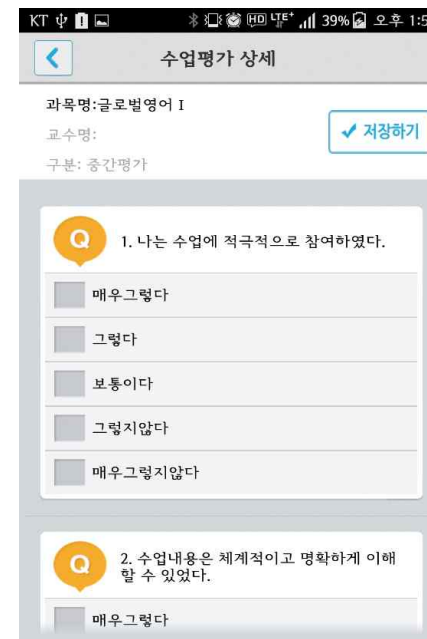 KT
HD LTE+ 39% 오후 1:5
수업평가 상세
과목명:글로벌영어 I
교수명:
저장하기
구분: 중간평가
Q
1. 나는 수업에 적극적으로 참여하였다.
매우그렇다
그렇다
보통이다
그렇지않다
매우그렇지않다
Q
2. 수업내용은 체계적이고 명확하게 이해
할 수 있었다.
매우그렇다